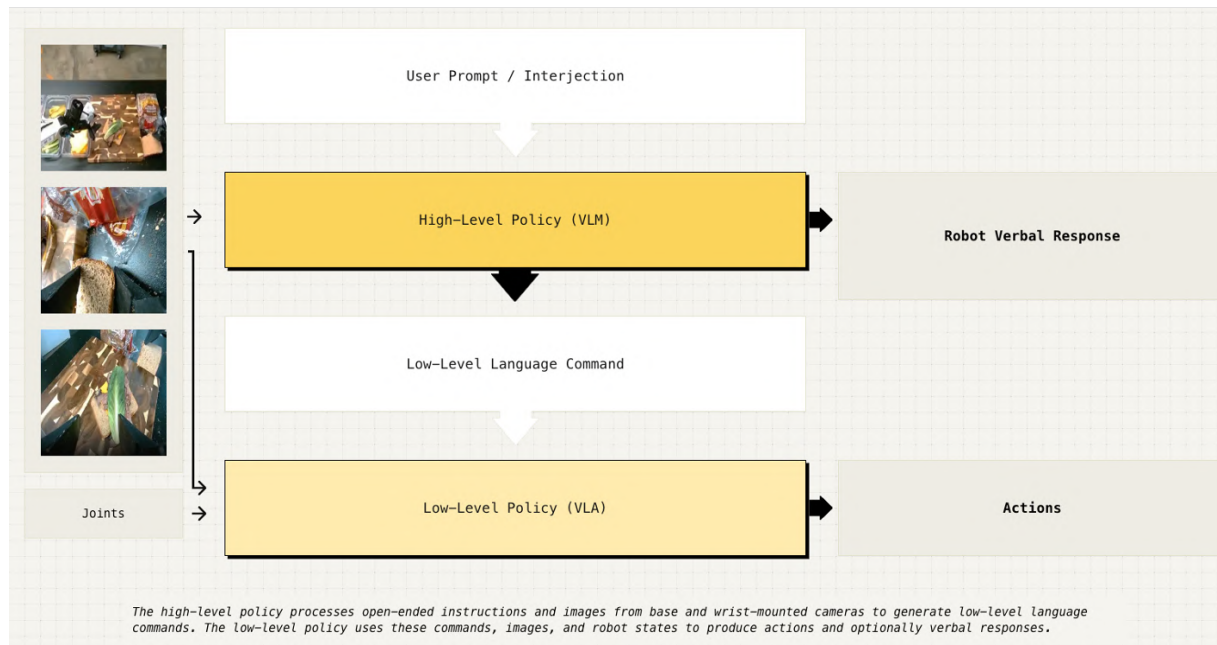 User Prompt / Interjection
High-Level Policy (VLM)
Robot Verbal Response
Low-Level Language Command
Low-Level Policy (VLA)
Joints
Actions
The high-level policy processes open-ended instructions and images from base and wrist-mounted cameras to generate low-level language
commands. The low-level policy uses these commands, images, and robot states to produce actions and optionally verbal responses.